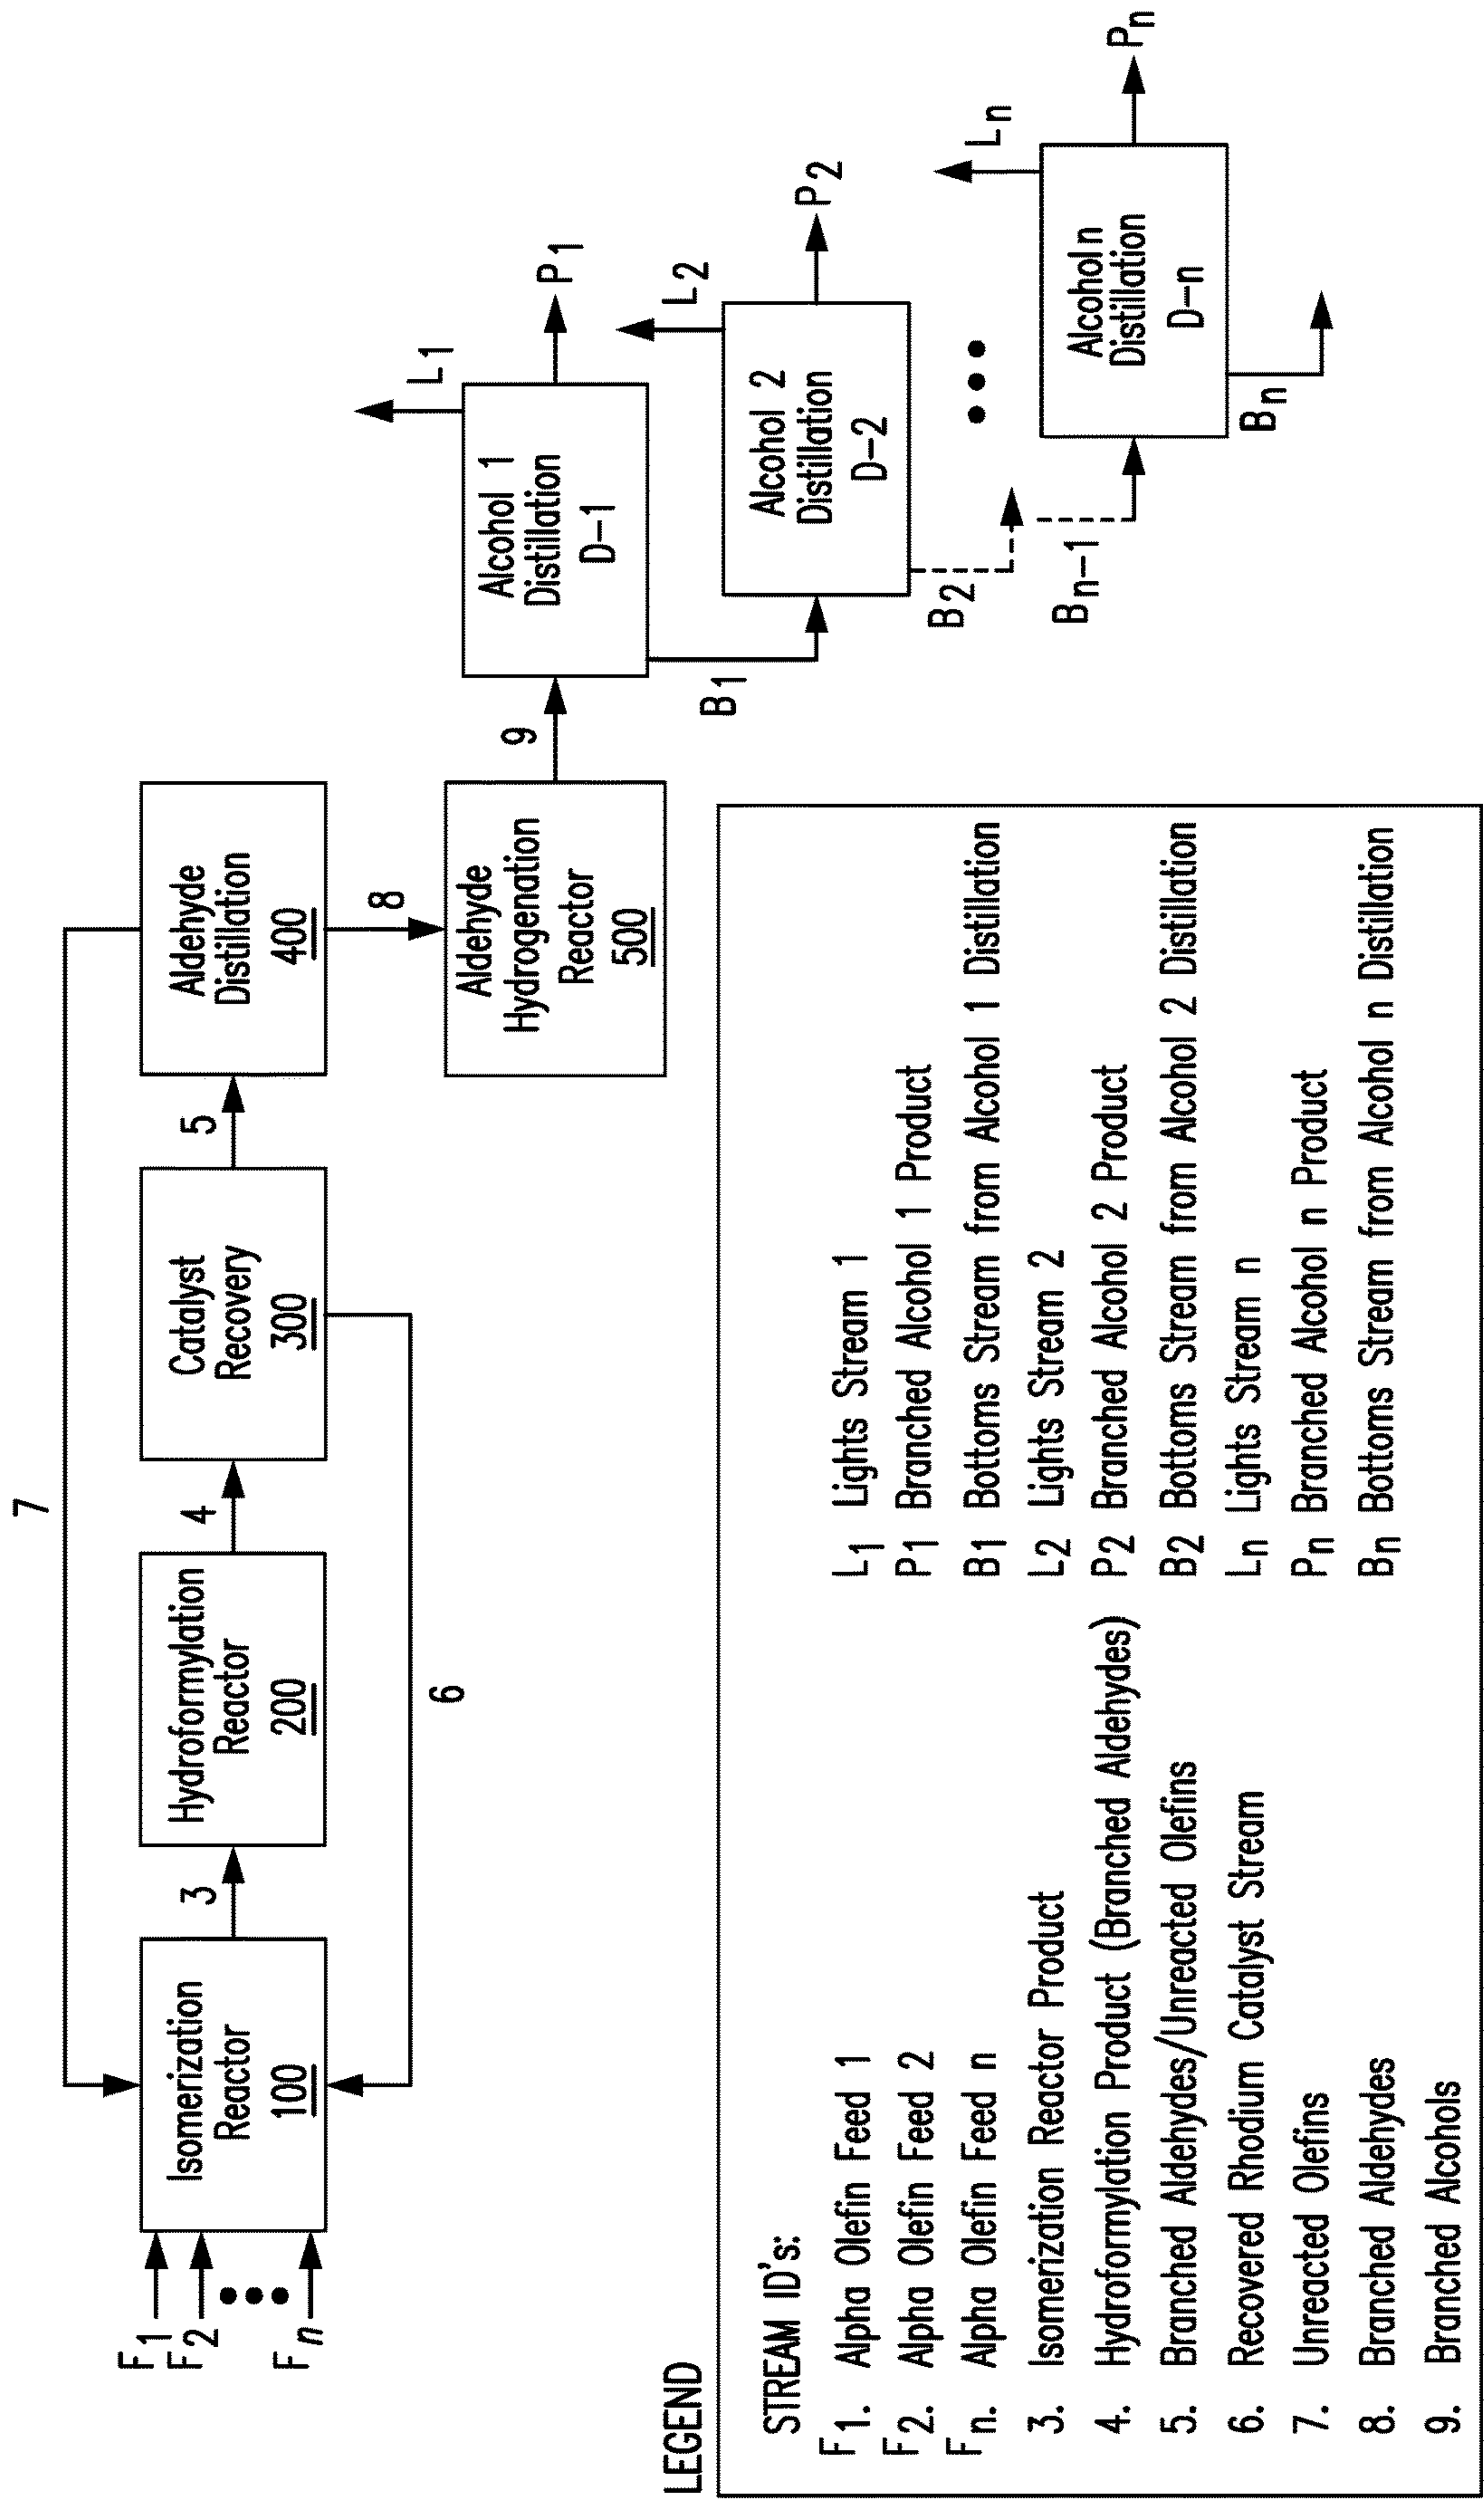 7
F1
F2
Fn
Isomerization
Reactor
100
3
Hydroformylation
Reactor
200
4
Catalyst
Recovery
300
5
Aldehyde
Distillation
400
6
8
Aldehyde
Hydrogenation
Reactor
500
9
Alcohol 1
Distillation
D-1
L1
P1
B1
Alcohol 2
Distillation
D-2
L2
P2
B2
Bn-1
Alcohol n
Distillation
D-n
Ln
Pn
Bn
LEGEND
STREAM ID's:
F1. Alpha Olefin Feed 1
F2. Alpha Olefin Feed 2
Fn. Alpha Olefin Feed n
3. Isomerization Reactor Product
4. Hydroformylation Product (Branched Aldehydes)
5. Branched Aldehydes/Unreacted Olefins
6. Recovered Rhodium Catalyst Stream
7. Unreacted Olefins
8. Branched Aldehydes
9. Branched Alcohols
L1 Lights Stream 1
P1 Branched Alcohol 1 Product
B1 Bottoms Stream from Alcohol 1 Distillation
L2 Lights Stream 2
P2 Branched Alcohol 2 Product
B2 Bottoms Stream from Alcohol 2 Distillation
Ln Lights Stream n
Pn Branched Alcohol n Product
Bn Bottoms Stream from Alcohol n Distillation